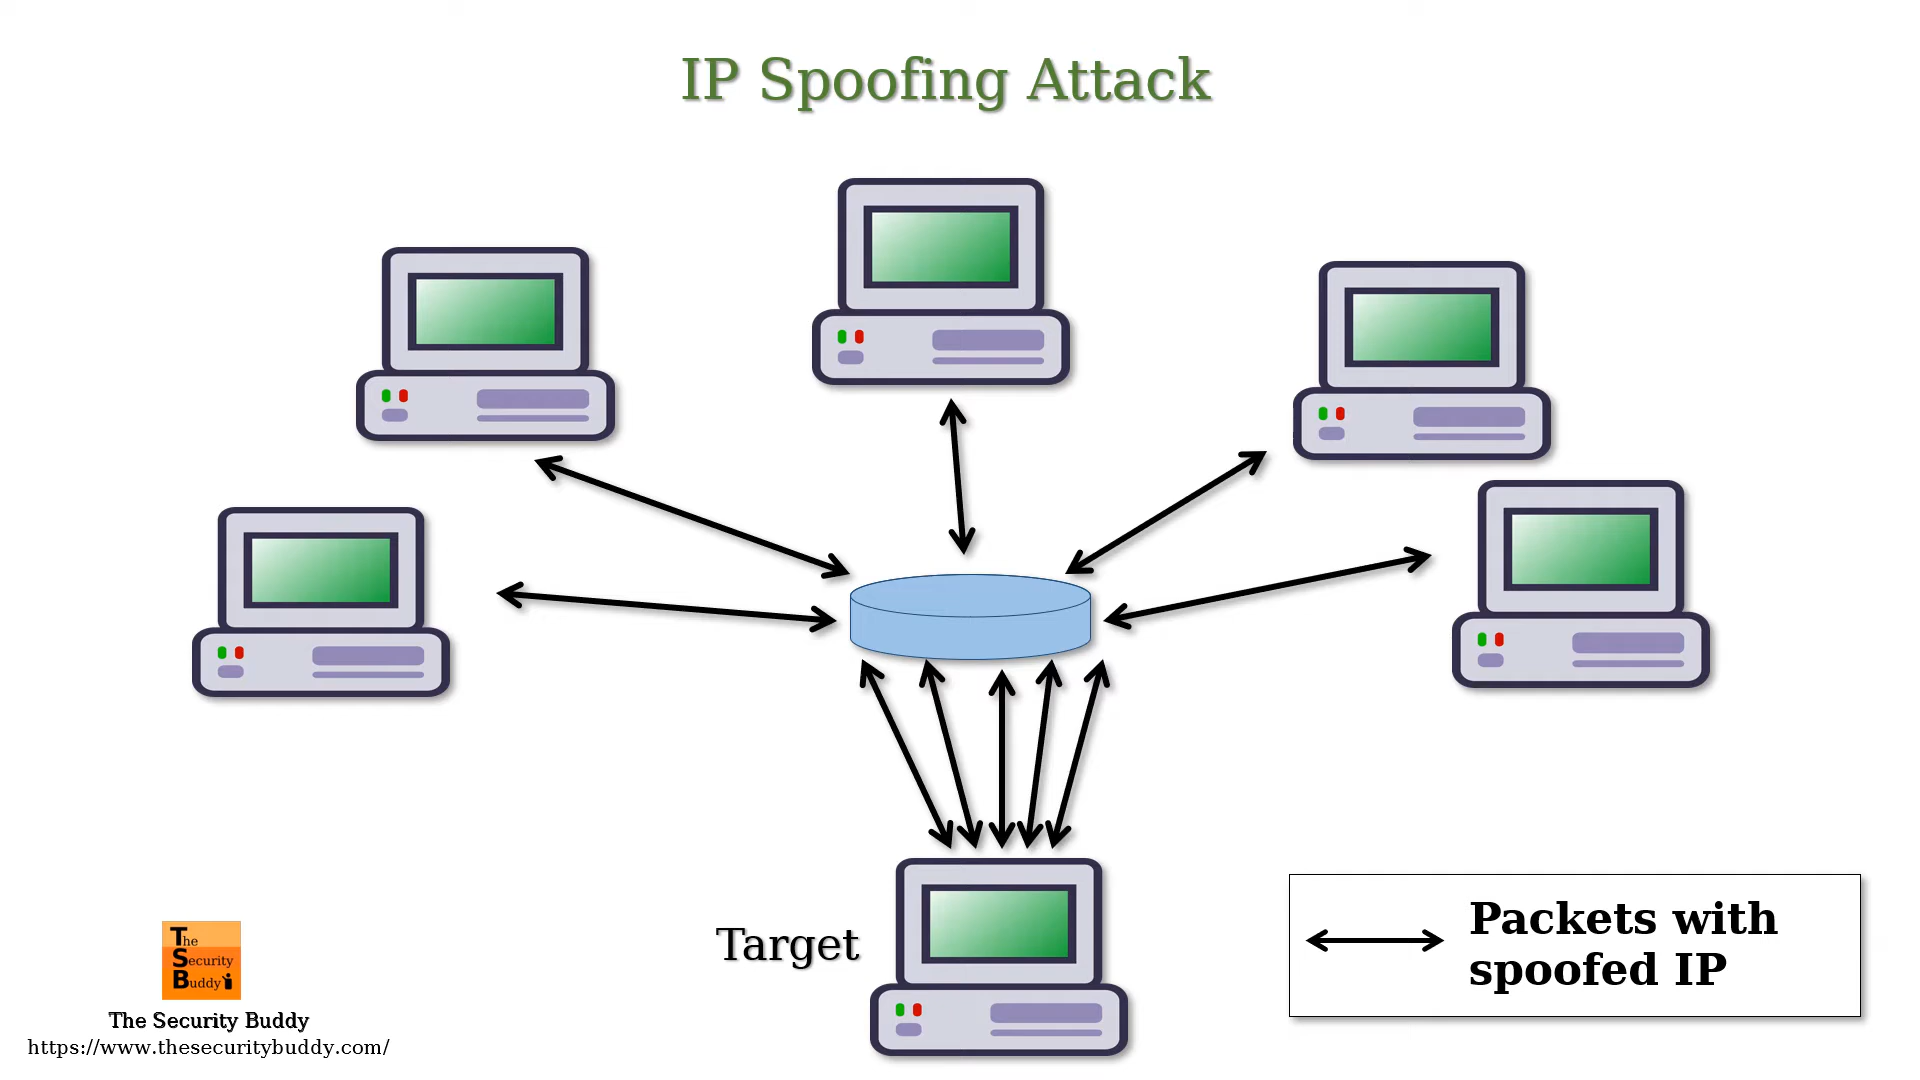 IP Spoofing Attack
Target
Packets with
spoofed IP
The
Security
Buddy
The Security Buddy
https://www.thesecuritybuddy.com/